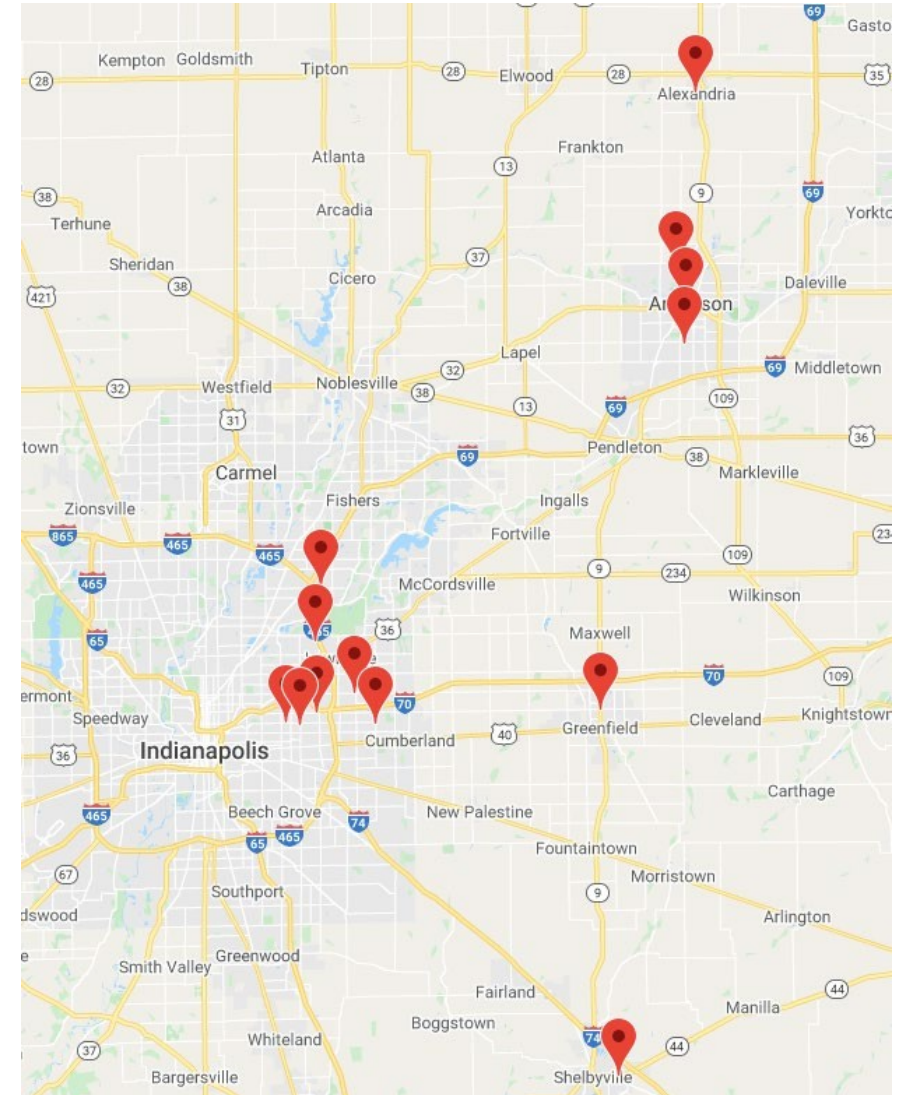 69
Gasto
Kempton
Goldsmith
Tipton
28
Elwood
28
28
35
Alexandria
Frankton
Atlanta
13
38
9
69
Arcadia
Yorkto
Terhune
37
Sheridan
Cicero
Daleville
38
421
Lapel
32
69
Middletown
Westfield
Noblesville
32
38
109
13
69
31
36
town
Pendleton
38
69
Carmel
Markleville
Fishers
Ingalls
Zionsville
865
465
465
Fortville
234
109
465
9
234
McCordsville
Wilkinson
36
Maxwell
65
70
109
ermont
70
Speedway
Greenfield
Cleveland
Knightstown
Indianapolis
Cumberland
40
36
Carthage
465
Beech Grove
New Palestine
465
74
65
Fountaintown
67
Morristown
Southport
9
dswood
Arlington
Greenwood
Smith Valley
Fairland
44
Manilla
Boggstown
74
Whiteland
44
37
Bargersville
Shelbyville